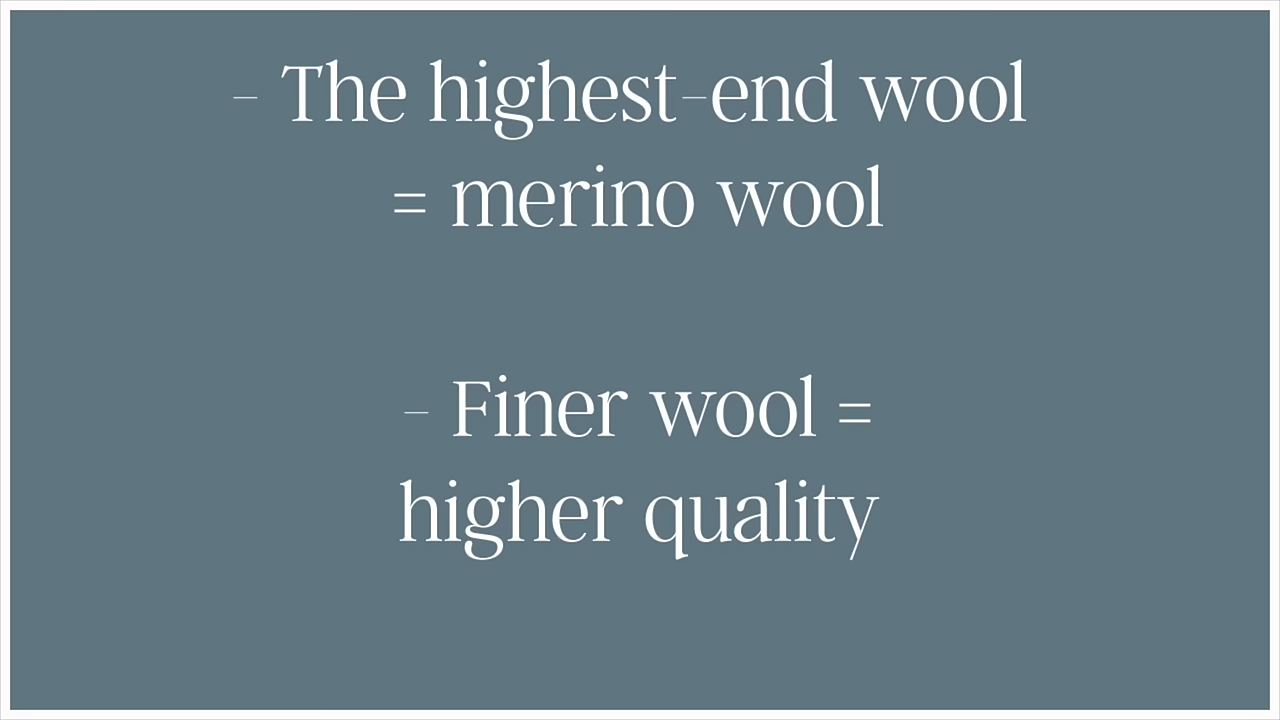 – The highest-end wool
= merino wool
– Finer wool =
higher quality